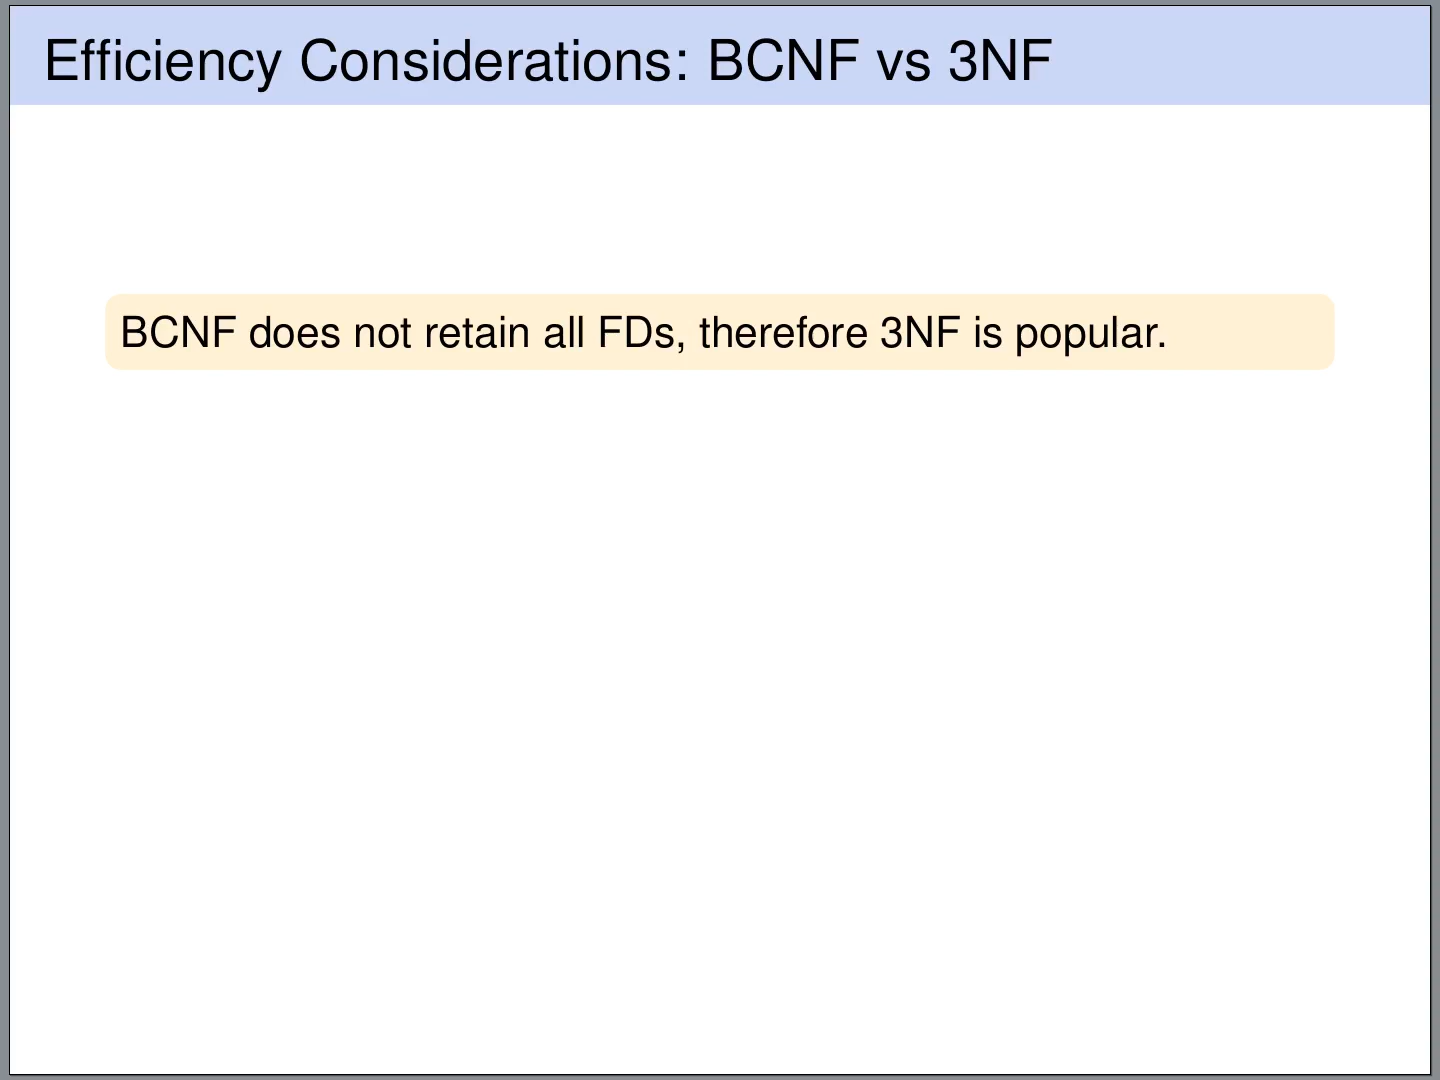 Efficiency Considerations: BCNF vs 3NF
BCNF does not retain all FDs, therefore 3NF is popular.